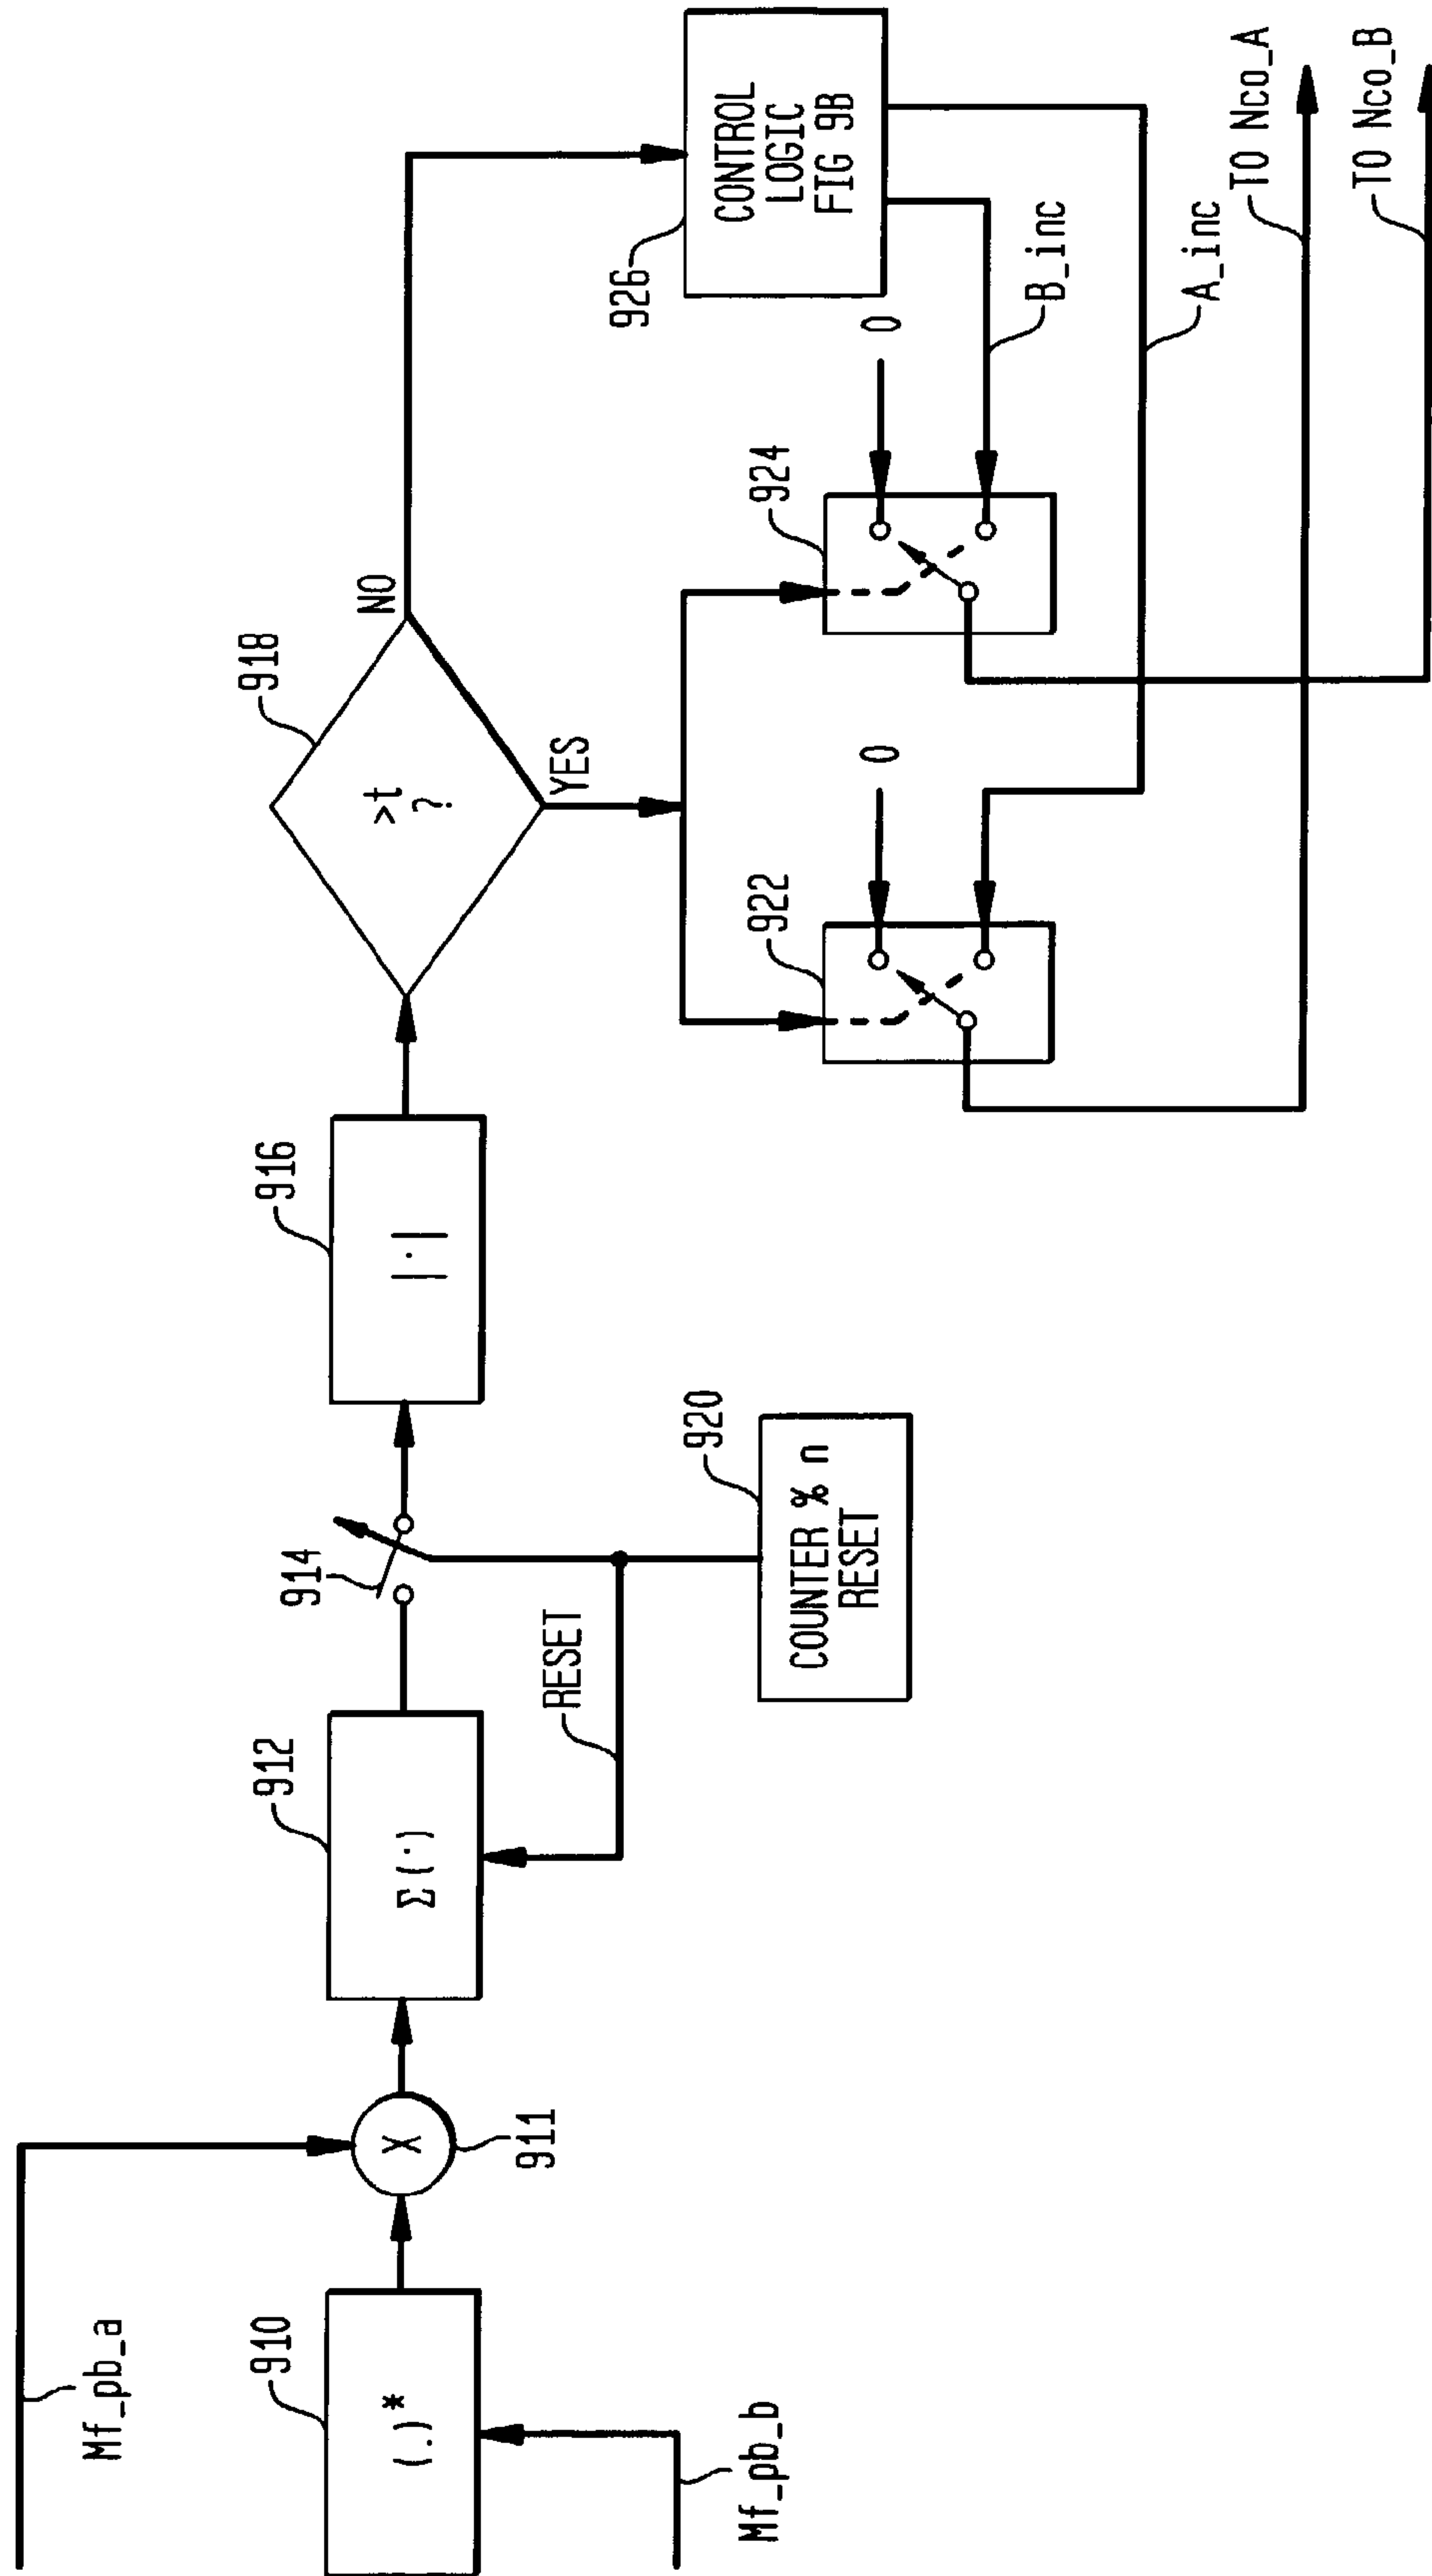 Mf_pb_a
910
(.)*
Mf_pb_b
X
911
912
Σ(·)
RESET
914
920
COUNTER % n
RESET
916
|·|
918
>t
?
NO
YES
922
0
924
0
926
CONTROL
LOGIC
FIG 9B
B_inc
A_inc
TO Nco_A
TO Nco_B